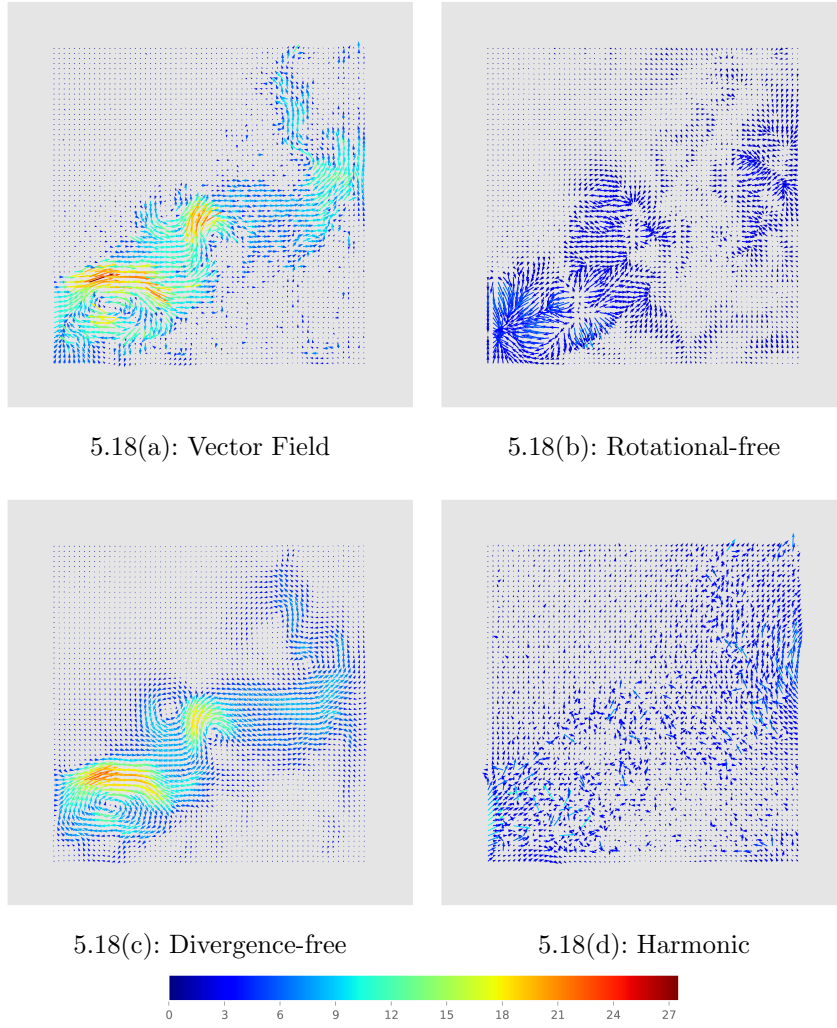 5.18(a): Vector Field
5.18(b): Rotational-free
5.18(c): Divergence-free
5.18(d): Harmonic
0 3 6 9 12 15 18 21 24 27